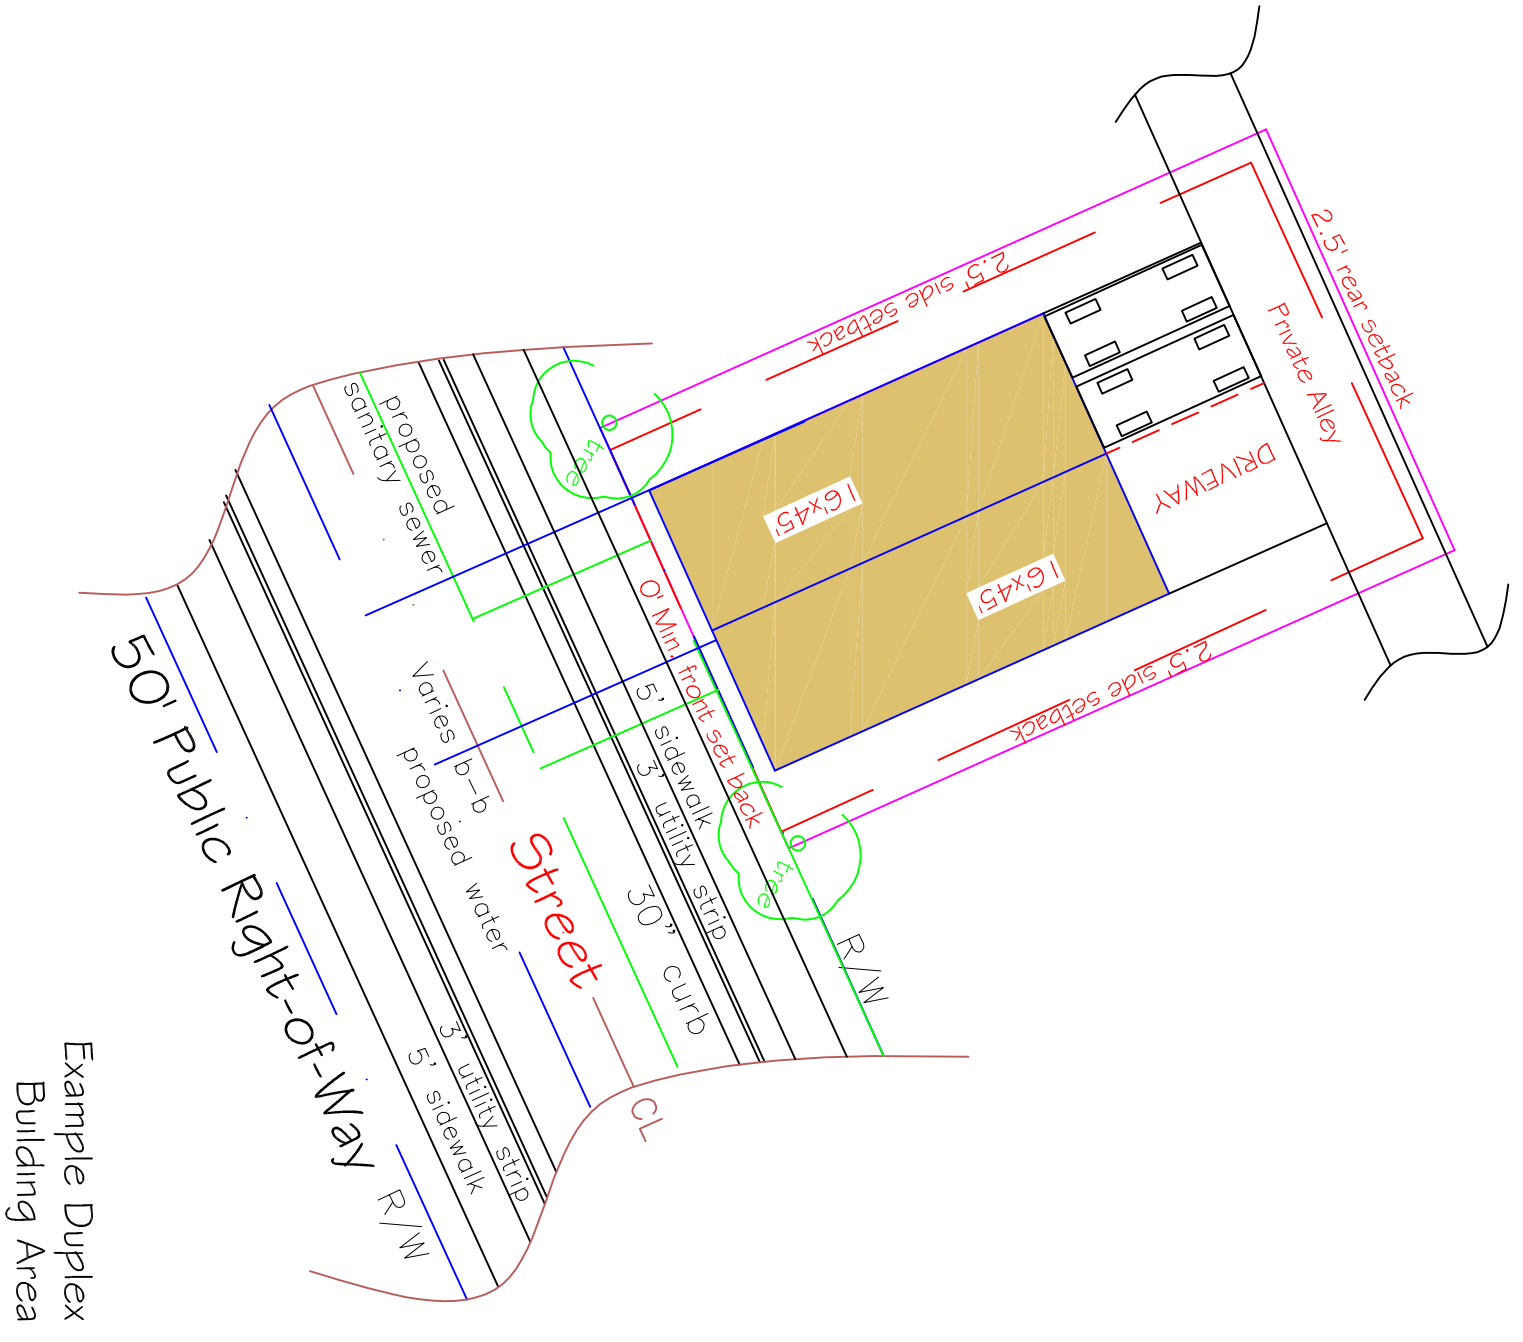 2.5' rear setback
Private Alley
DRIVEWAY
2.5' side setback
16'x45'
16'x45'
2.5' side setback
tree
tree
0' Min. front set back
R/W
5' sidewalk
3' utility strip
30" curb
proposed
sanitary sewer
Varies b-b
proposed water
Street
CL
3' utility strip
5' sidewalk
50' Public Right-of-Way
R/W
Example Duplex
Building Area